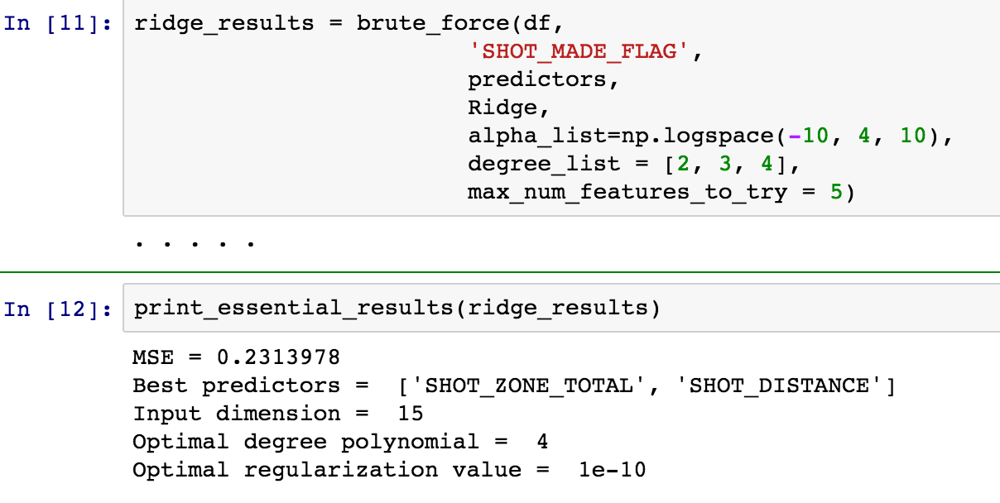 In [11]: ridge_results = brute_force(df,
'SHOT_MADE_FLAG',
predictors,
Ridge,
alpha_list=np.logspace(-10, 4, 10),
degree_list = [2, 3, 4],
max_num_features_to_try = 5)
. . . . .
In [12]: print_essential_results(ridge_results)
MSE = 0.2313978
Best predictors =  ['SHOT_ZONE_TOTAL', 'SHOT_DISTANCE']
Input dimension =  15
Optimal degree polynomial =  4
Optimal regularization value =  1e-10